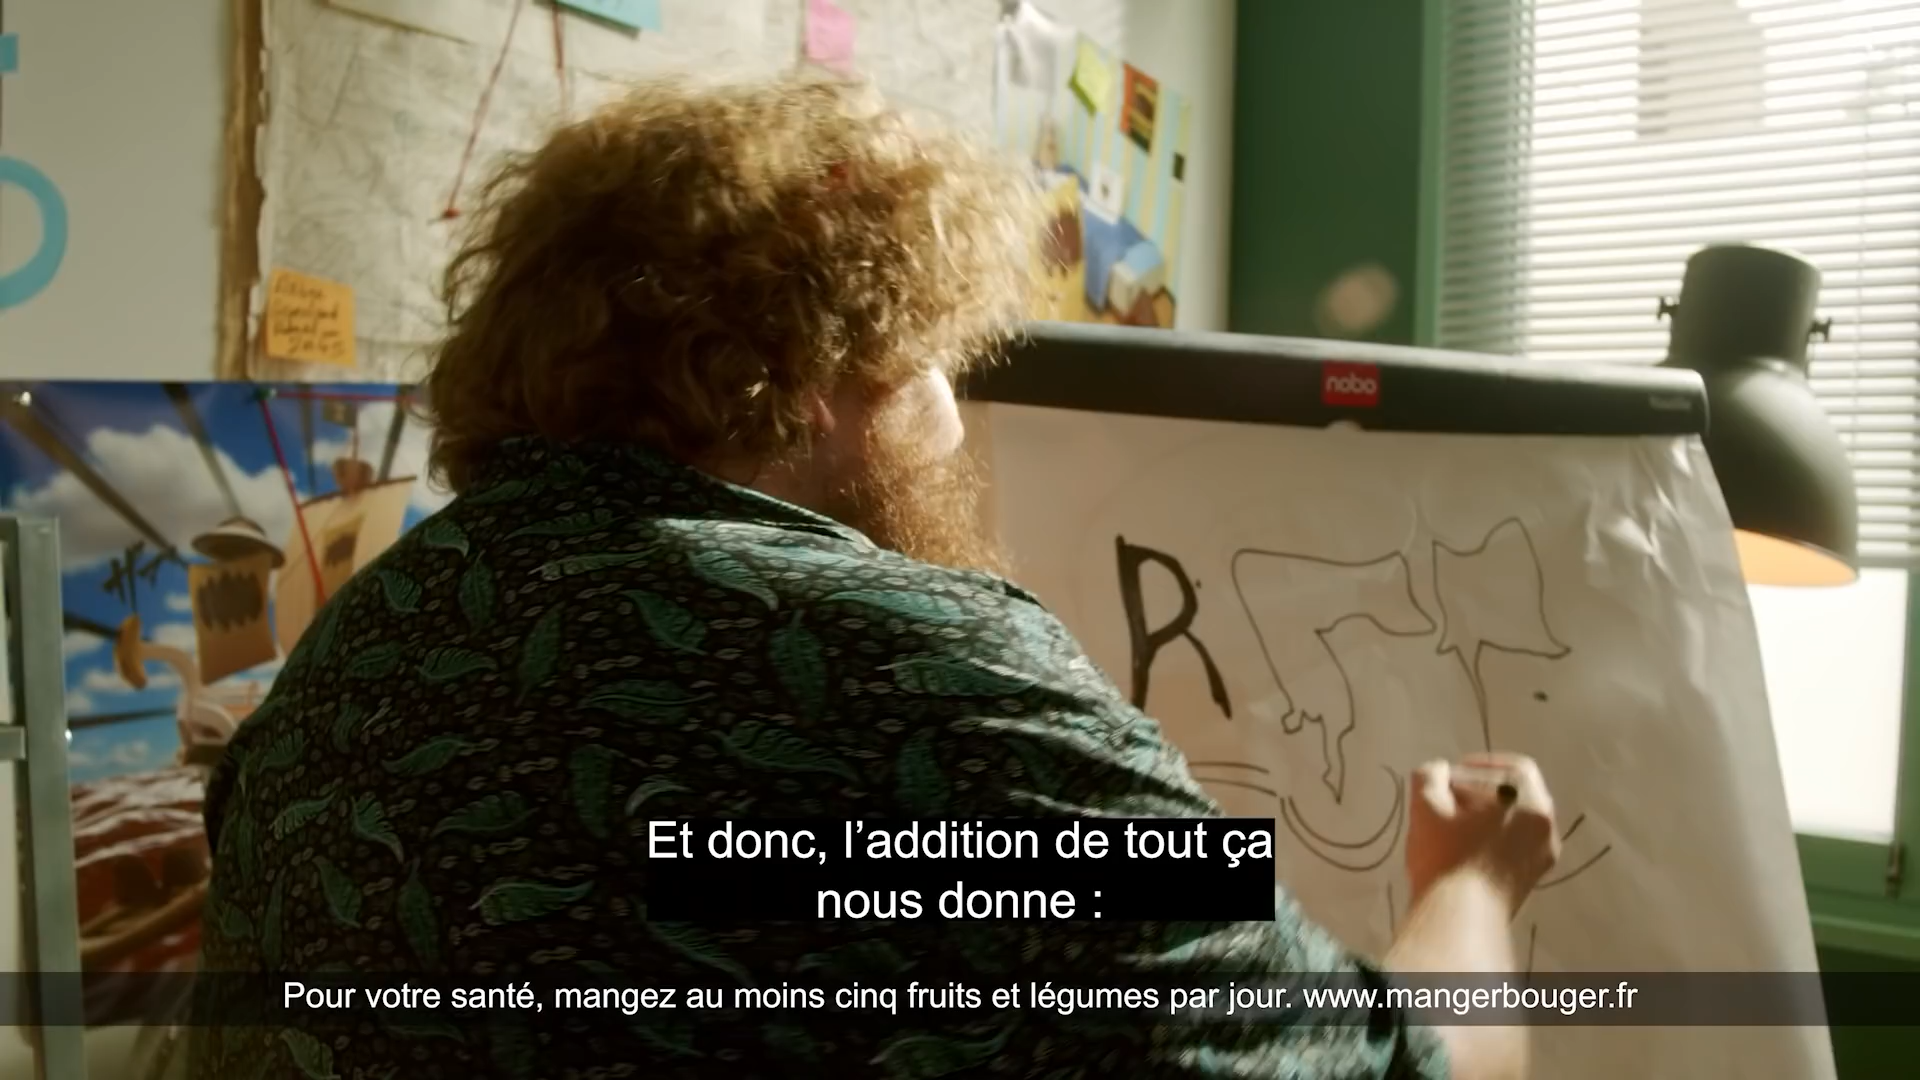 nobo
R
Et donc, l’addition de tout ça
nous donne :
Pour votre santé, mangez au moins cinq fruits et légumes par jour. www.mangerbouger.fr